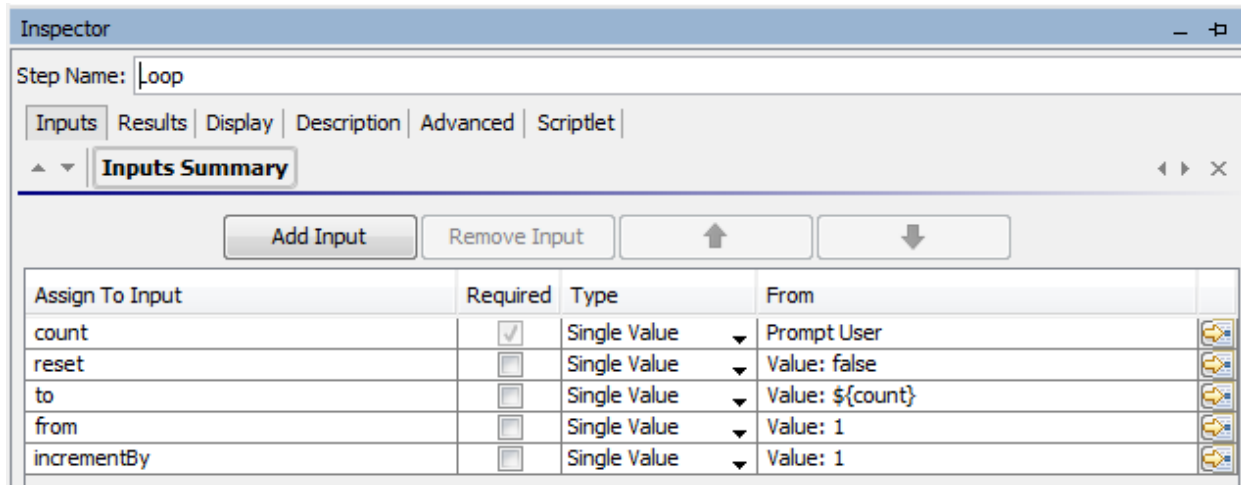 Inspector
Step Name: Loop
Inputs Results Display Description Advanced Scriptlet
Inputs Summary
Add Input Remove Input
Assign To Input Required Type From
count Single Value Prompt User
reset Single Value Value: false
to Single Value Value: ${count}
from Single Value Value: 1
incrementBy Single Value Value: 1